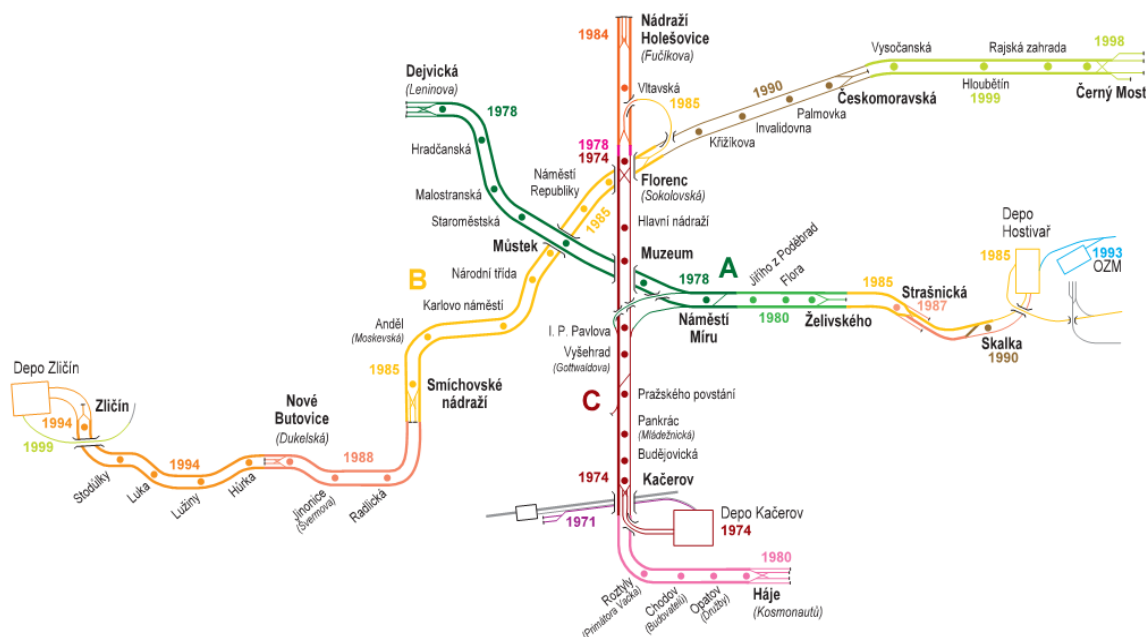 1984
Nádraží
Holešovice
(Fučíkova)
Vltavská
1985
1990
Vysočanská
Rajská zahrada
1998
Hloubětín
1999
Černý Most
Českomoravská
Palmovka
Invalidovna
Křižíkova
Dejvická
(Leninova)
1978
Hradčanská
Malostranská
Staroměstská
Můstek
Náměstí
Republiky
1985
1978
1974
Florenc
(Sokolovská)
Hlavní nádraží
Muzeum
A
1978
Jiřího z Poděbrad
Flora
1980
Náměstí
Míru
Želivského
1985
Strašnická
1987
Skalka
1990
Depo
Hostivař
1985
1993
OZM
B
Národní třída
Karlovo náměstí
Anděl
(Moskevská)
1985
Smíchovské
nádraží
I. P. Pavlova
Vyšehrad
(Gottwaldova)
C
Pražského povstání
Pankrác
(Mládežnická)
Budějovická
1974
Kačerov
1971
Depo Kačerov
1974
Depo Zličín
Zličín
1994
1999
Stodůlky
Luka
1994
Lužiny
Hůrka
Nové
Butovice
(Dukelská)
1988
Jinonice
(Švermova)
Radlická
Roztyly
(Primátora Vacka)
Chodov
(Budovatelů)
Opatov
(Družby)
1980
Háje
(Kosmonautů)